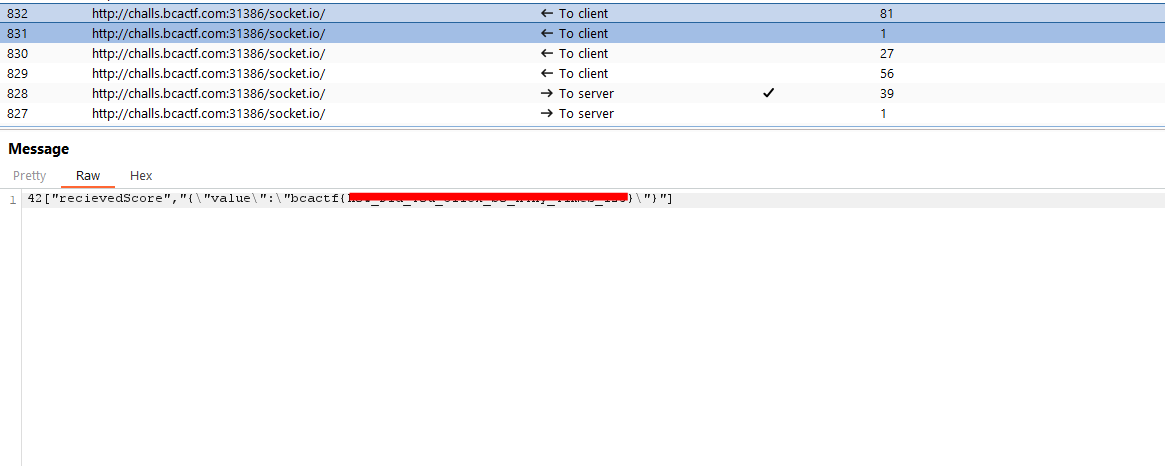 832 http://challs.bcactf.com:31386/socket.io/ ← To client 81
831 http://challs.bcactf.com:31386/socket.io/ ← To client 1
830 http://challs.bcactf.com:31386/socket.io/ ← To client 27
829 http://challs.bcactf.com:31386/socket.io/ ← To client 56
828 http://challs.bcactf.com:31386/socket.io/ → To server ✓ 39
827 http://challs.bcactf.com:31386/socket.io/ → To server 1
Message
Pretty Raw Hex
1 42["recievedScore","{\"value\":\"bcactf{ }\"}"]